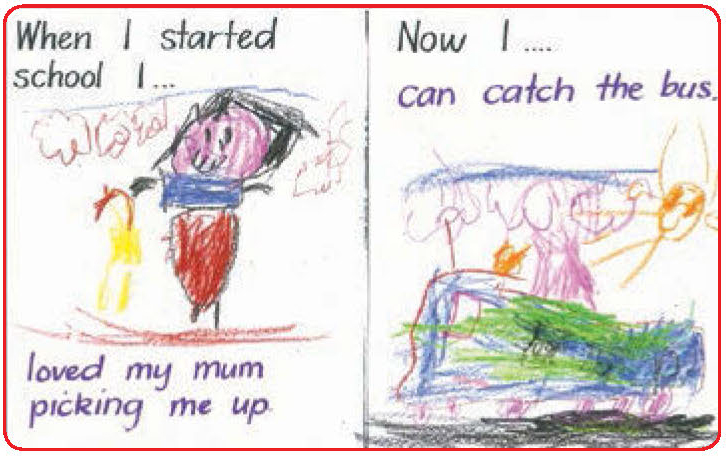 When I started
school I...
loved my mum
picking me up.
Now I ....
can catch the bus.